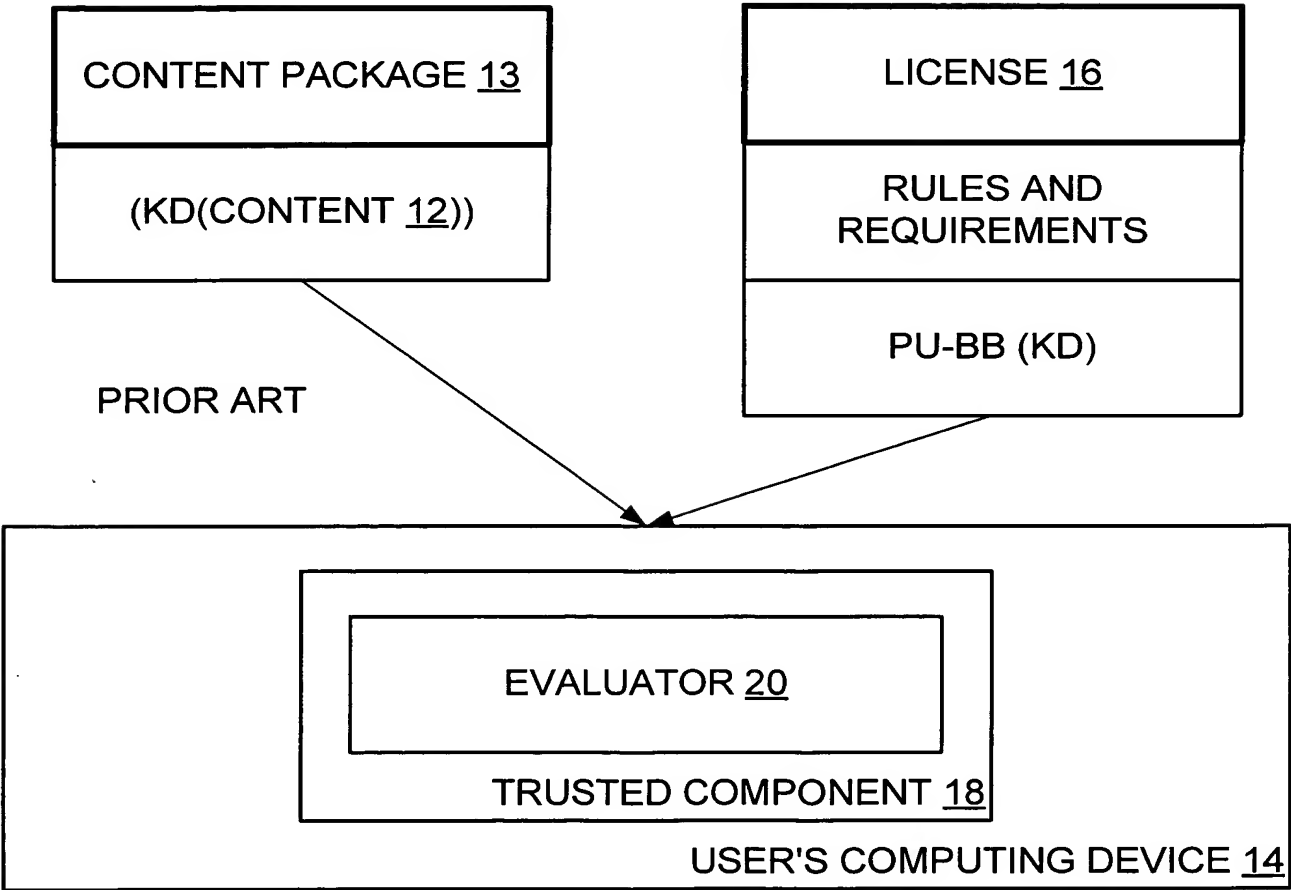 CONTENT PACKAGE 13
(KD(CONTENT 12))
LICENSE 16
RULES AND
REQUIREMENTS
PU-BB (KD)
PRIOR ART
EVALUATOR 20
TRUSTED COMPONENT 18
USER'S COMPUTING DEVICE 14